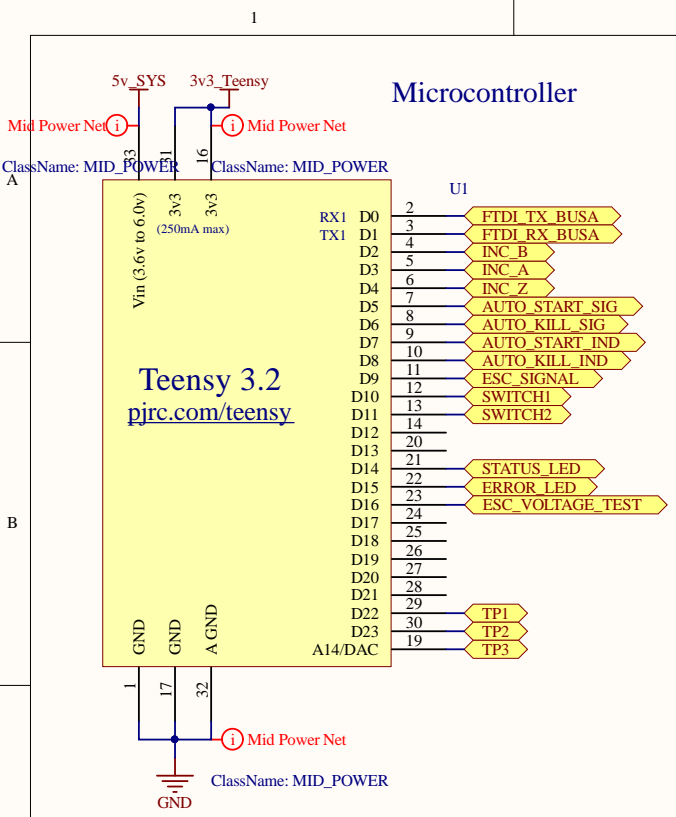 1
5v_SYS 3v3_Teensy
Microcontroller
Mid Power Net i i Mid Power Net
ClassName: MID_POWER ClassName: MID_POWER
A
33 31 16
U1
Vin (3.6v to 6.0v) 3v3 3v3
(250mA max)
RX1 D0 2 FTDI_TX_BUSA
TX1 D1 3 FTDI_RX_BUSA
D2 4 INC_B
D3 5 INC_A
D4 6 INC_Z
D5 7 AUTO_START_SIG
D6 8 AUTO_KILL_SIG
D7 9 AUTO_START_IND
D8 10 AUTO_KILL_IND
D9 11 ESC_SIGNAL
Teensy 3.2
D10 12 SWITCH1
pjrc.com/teensy
D11 13 SWITCH2
D12 14
D13 20
D14 21 STATUS_LED
D15 22 ERROR_LED
D16 23 ESC_VOLTAGE_TEST
B
D17 24
D18 25
D19 26
D20 27
D21 28
D22 29 TP1
D23 30 TP2
A14/DAC 19 TP3
GND GND A GND
1 17 32
i Mid Power Net
ClassName: MID_POWER
GND